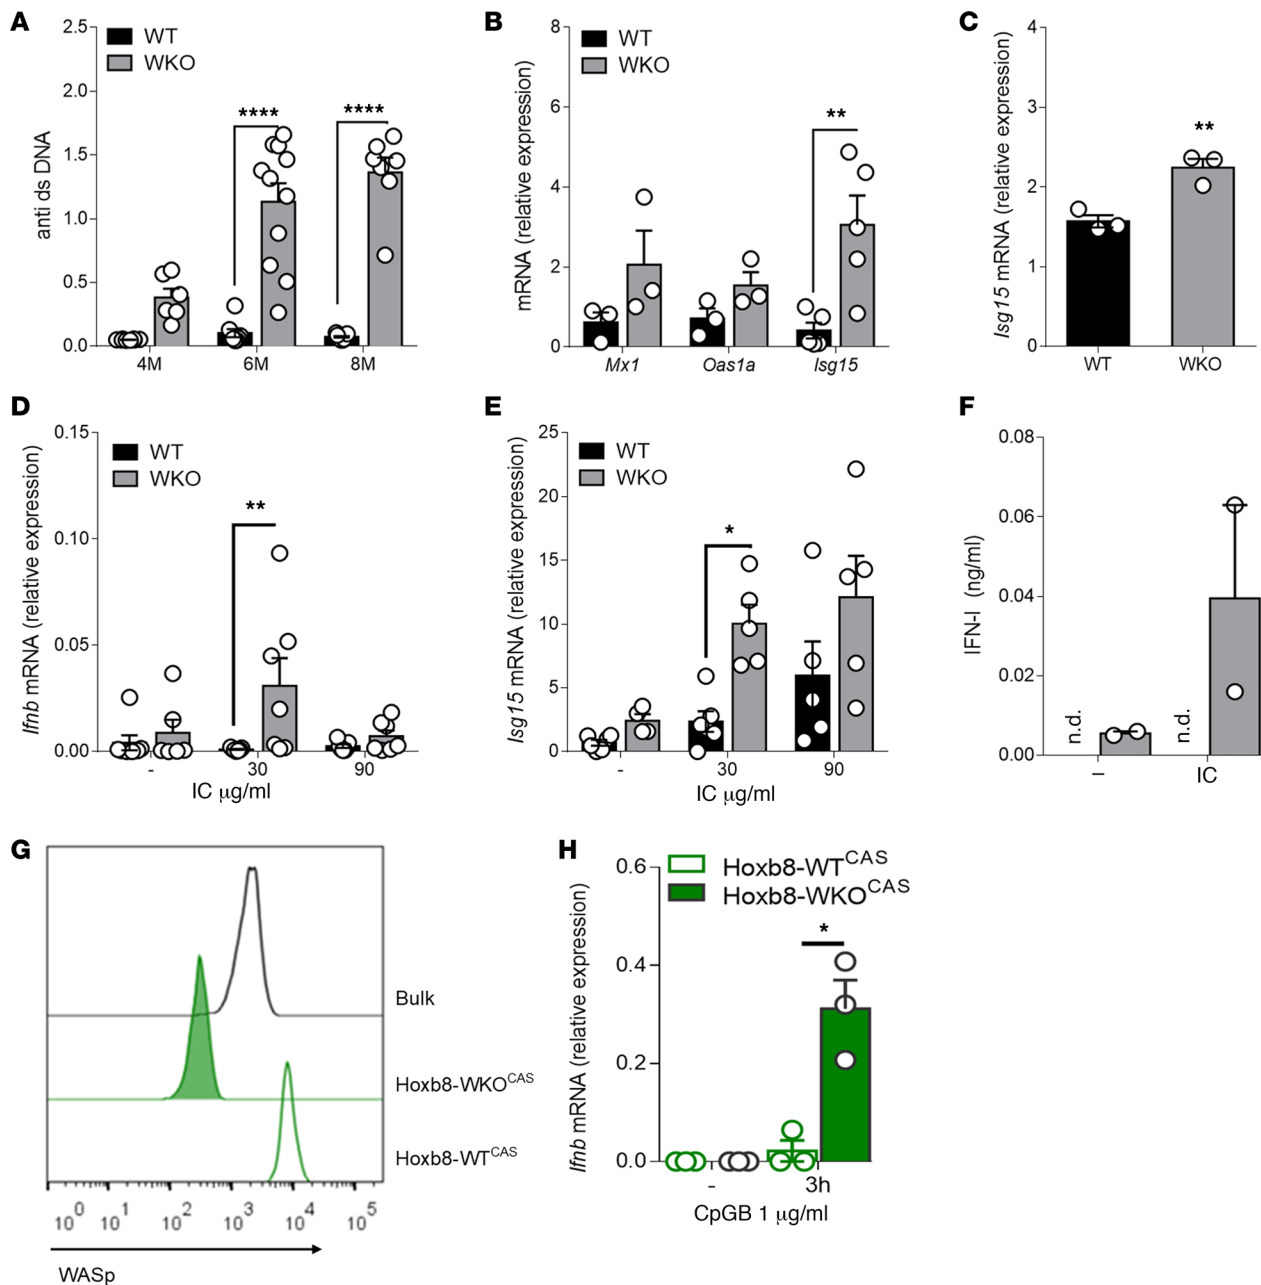 A
anti ds DNA
2.5
2.0
1.5
1.0
0.5
0.0
WT
WKO
****
****
4M
6M
8M
B
mRNA (relative expression)
8
6
4
2
0
WT
WKO
**
Mx1
Oas1a
Isg15
C
Isg15 mRNA (relative expression)
4
3
2
1
0
**
WT
WKO
D
Ifnb mRNA (relative expression)
0.15
0.10
0.05
0.00
WT
WKO
**
-
30
90
IC µg/ml
E
Isg15 mRNA (relative expression)
25
20
15
10
5
0
WT
WKO
*
-
30
90
IC µg/ml
F
IFN-I (ng/ml)
0.08
0.06
0.04
0.02
0.00
n.d.
n.d.
–
IC
G
Bulk
Hoxb8-WKO^CAS
Hoxb8-WT^CAS
10^0 10^1 10^2 10^3 10^4 10^5
WASp
H
Ifnb mRNA (relative expression)
0.6
0.4
0.2
0.0
Hoxb8-WT^CAS
Hoxb8-WKO^CAS
*
-
3h
CpGB 1 µg/ml